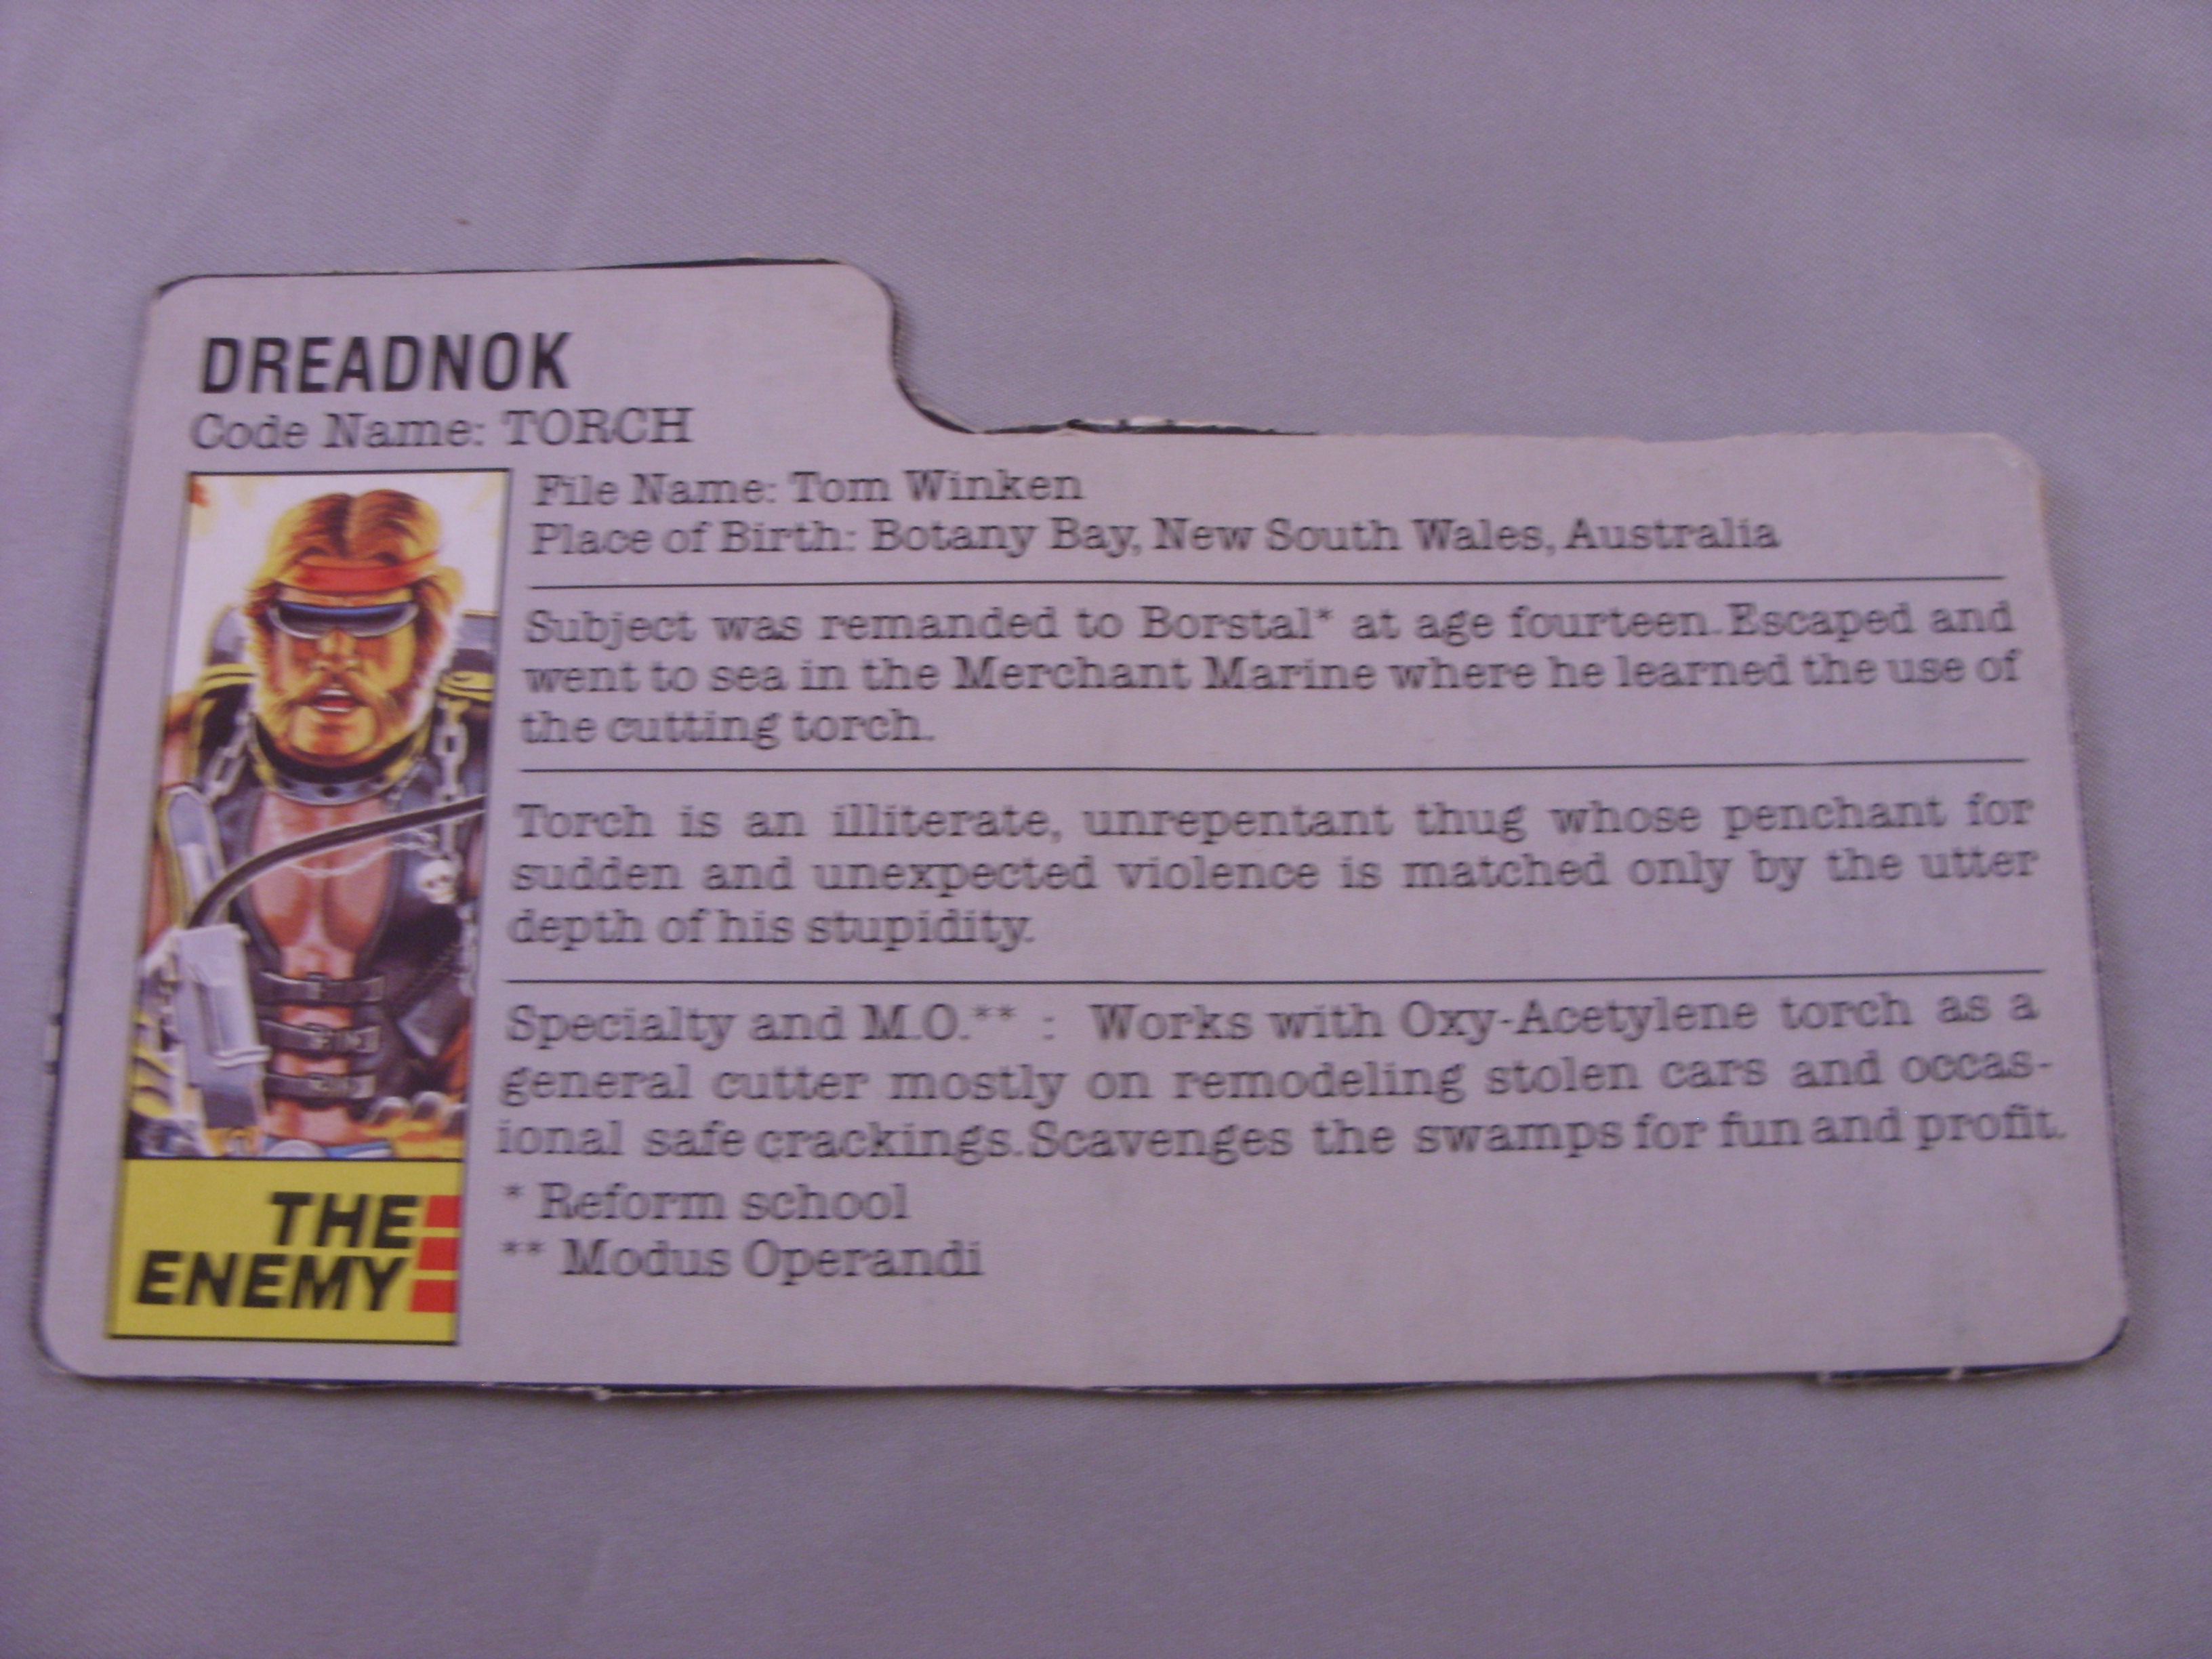 DREADNOK
Code Name: TORCH
File Name: Tom Winken
Place of Birth: Botany Bay, New South Wales, Australia
Subject was remanded to Borstal* at age fourteen. Escaped and
went to sea in the Merchant Marine where he learned the use of
the cutting torch.
Torch is an illiterate, unrepentant thug whose penchant for
sudden and unexpected violence is matched only by the utter
depth of his stupidity.
Specialty and M.O.** : Works with Oxy-Acetylene torch as a
general cutter mostly on remodeling stolen cars and occas-
ional safe crackings. Scavenges the swamps for fun and profit.
* Reform school
** Modus Operandi
THE
ENEMY